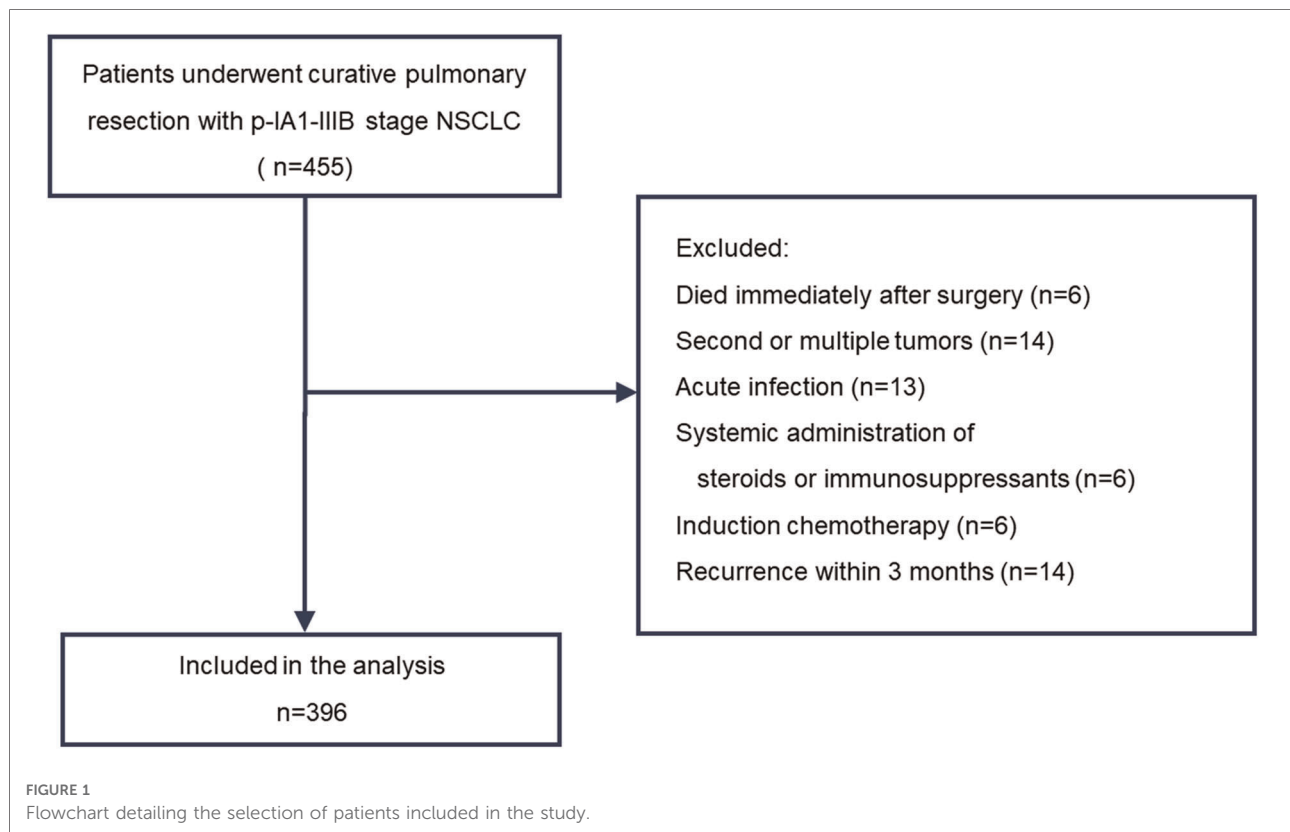 Patients underwent curative pulmonary
resection with p-IA1-IIIB stage NSCLC
( n=455)
Excluded:
Died immediately after surgery (n=6)
Second or multiple tumors (n=14)
Acute infection (n=13)
Systemic administration of
steroids or immunosuppressants (n=6)
Induction chemotherapy (n=6)
Recurrence within 3 months (n=14)
Included in the analysis
n=396
FIGURE 1
Flowchart detailing the selection of patients included in the study.